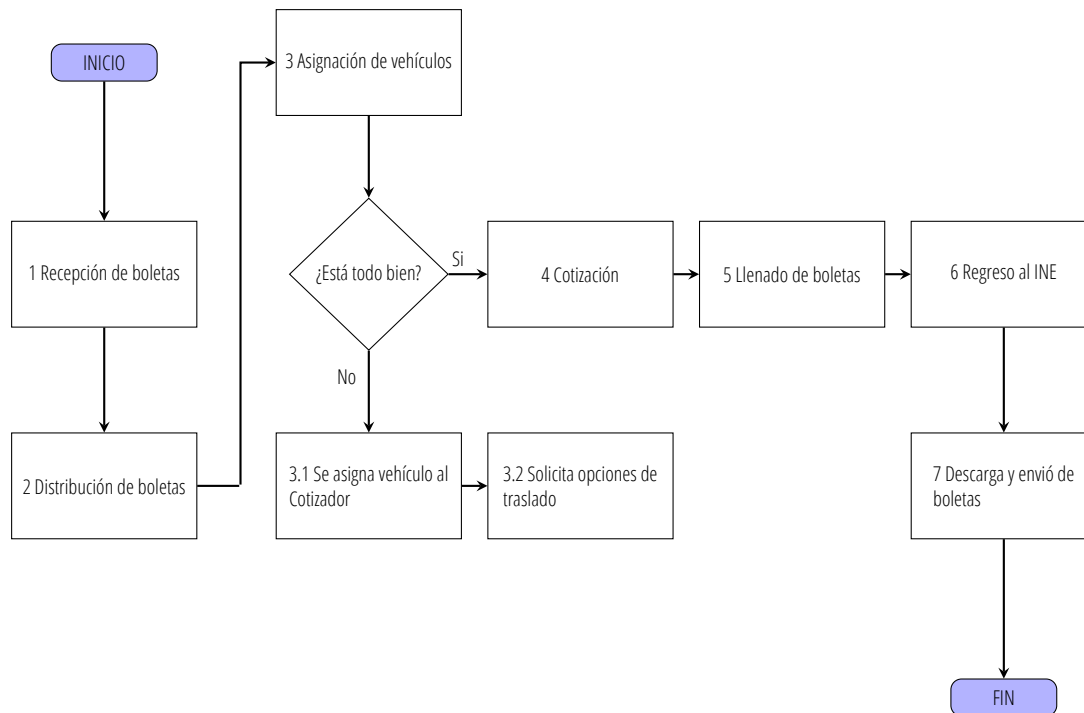 INICIO
3 Asignación de vehículos
1 Recepción de boletas
¿Está todo bien?
Si
4 Cotización
5 Llenado de boletas
6 Regreso al INE
No
2 Distribución de boletas
3.1 Se asigna vehículo al
Cotizador
3.2 Solicita opciones de
traslado
7 Descarga y envió de
boletas
FIN